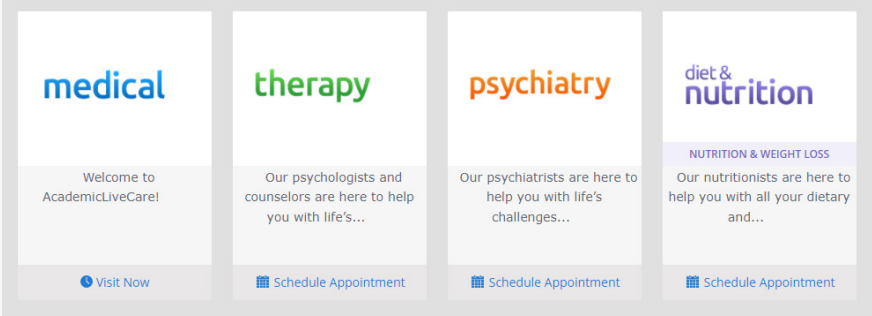 medical
Welcome to
AcademicLiveCare!
Visit Now
therapy
Our psychologists and
counselors are here to help
you with life’s...
Schedule Appointment
psychiatry
Our psychiatrists are here to
help you with life’s
challenges...
Schedule Appointment
diet &
nutrition
NUTRITION & WEIGHT LOSS
Our nutritionists are here to
help you with all your dietary
and...
Schedule Appointment